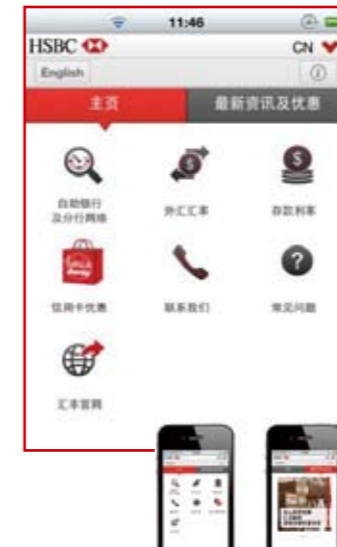 11:46
HSBC
CN
English
主页
最新资讯及优惠
自助银行
及分行网络
外汇汇率
存款利率
信用卡优惠
联系我们
常见问题
汇丰官网